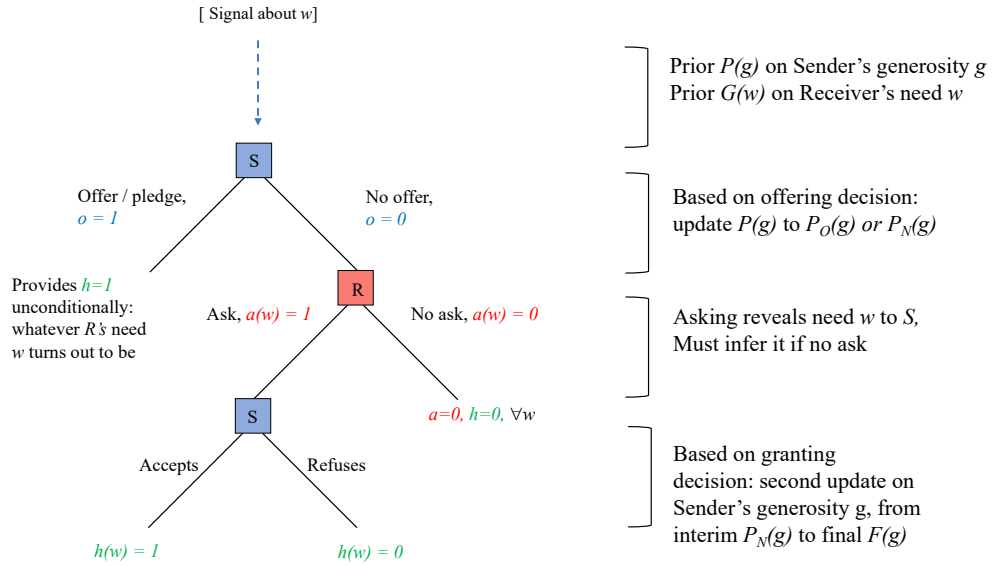 [ Signal about w]
Prior P(g) on Sender’s generosity g
Prior G(w) on Receiver’s need w
S
Offer / pledge,
o = 1
No offer,
o = 0
Based on offering decision:
update P(g) to P_O(g) or P_N(g)
Provides h=1
unconditionally:
whatever R’s need
w turns out to be
R
Ask, a(w) = 1
No ask, a(w) = 0
Asking reveals need w to S,
Must infer it if no ask
S
a=0, h=0, ∀w
Accepts
Refuses
Based on granting
decision: second update on
Sender’s generosity g, from
interim P_N(g) to final F(g)
h(w) = 1
h(w) = 0